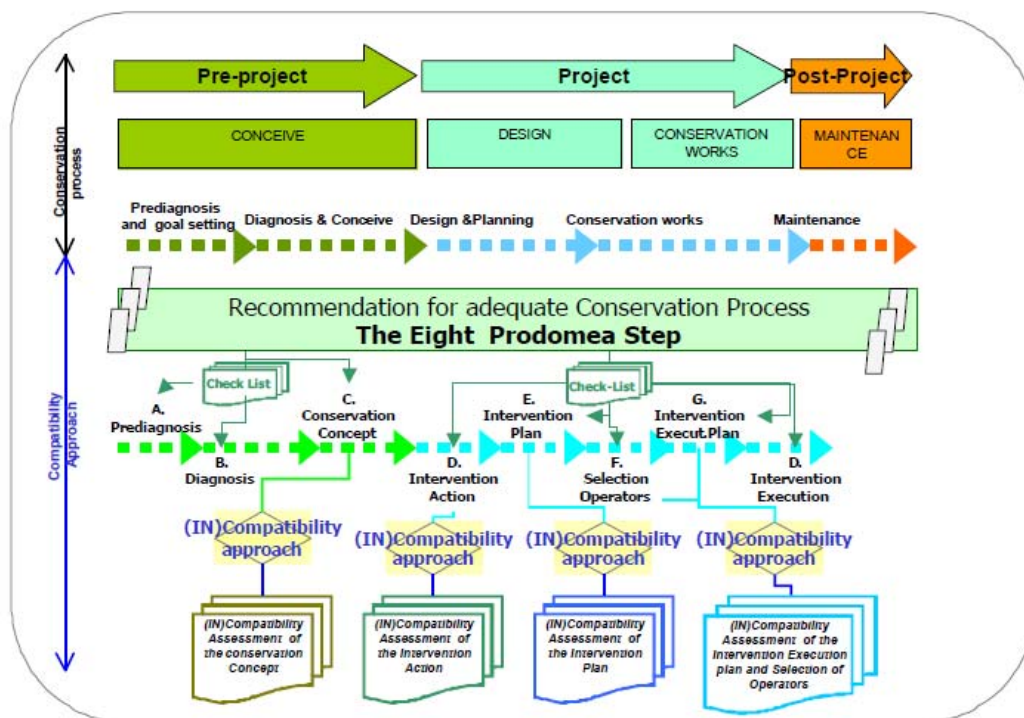 Pre-project
Project
Post-Project
CONCEIVE
DESIGN
CONSERVATION
WORKS
MAINTENAN
CE
Conservation
process
Prediagnosis
and goal setting
Diagnosis & Conceive
Design &Planning
Conservation works
Maintenance
Recommendation for adequate Conservation Process
The Eight Prodomea Step
Compatibility
Approach
Check List
Check-List
A.
Prediagnosis
B.
Diagnosis
C.
Conservation
Concept
D.
Intervention
Action
E.
Intervention
Plan
F.
Selection
Operators
G.
Intervention
Execut.Plan
D.
Intervention
Execution
(IN)Compatibility
approach
(IN)Compatibility
approach
(IN)Compatibility
approach
(IN)Compatibility
approach
(IN)Compatibility
Assessment of
the conservation
Concept
(IN)Compatibility
Assessment of
the Intervention
Action
(IN)Compatibility
Assessment of
the Intervention
Plan
(IN)Compatibility
Assessment of the
Intervention Execution
plan and Selection of
Operators